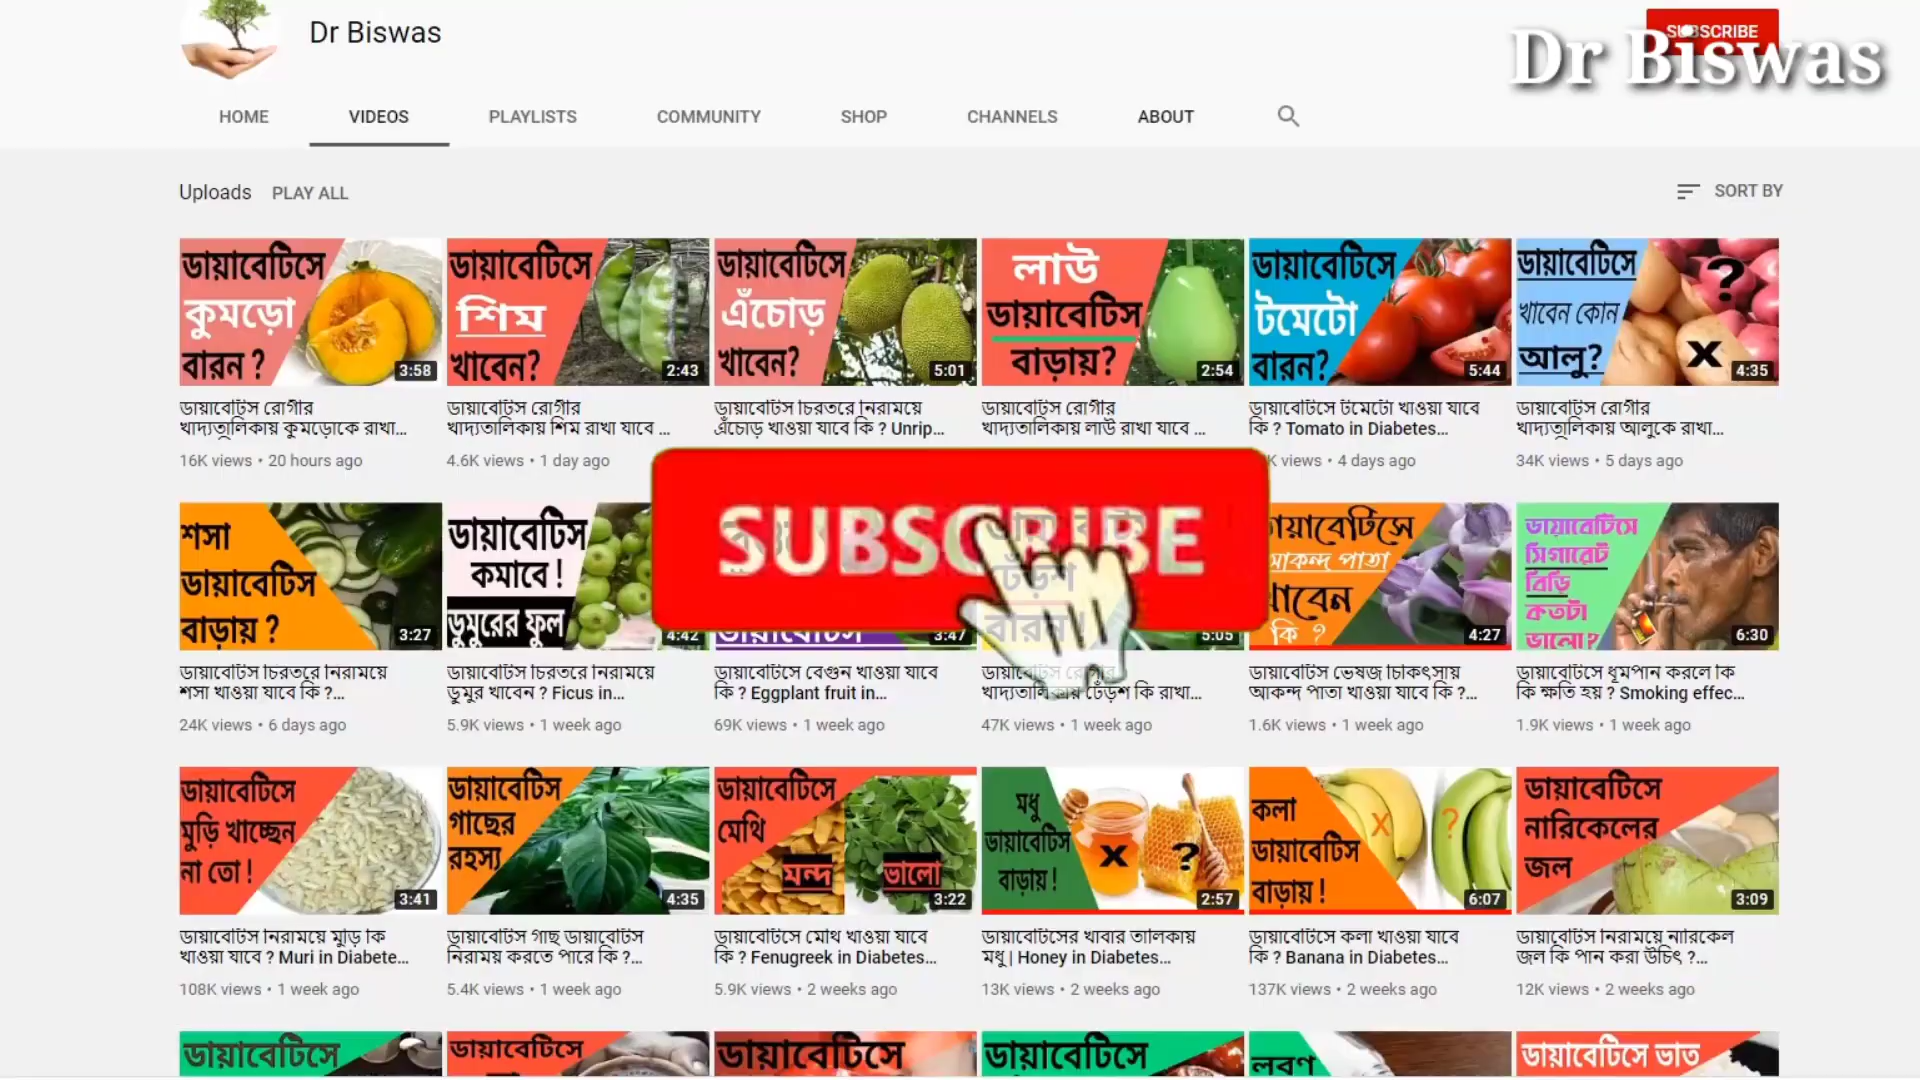 Dr Biswas
SUBSCRIBE
Dr Biswas
HOME VIDEOS PLAYLISTS COMMUNITY SHOP CHANNELS ABOUT
Uploads PLAY ALL SORT BY
ডায়াবেটিসে
কুমড়ো
বারন ?
3:58
ডায়াবেটিসে
শিম
খাবেন?
2:43
ডায়াবেটিসে
এঁচোড়
খাবেন?
5:01
লাউ
ডায়াবেটিস
বাড়ায়?
2:54
ডায়াবেটিসে
টমেটো
বারন?
5:44
ডায়াবেটিসে
খাবেন কোন
আলু?
?
X
4:35
ডায়াবেটিস রোগীর
খাদ্যতালিকায় কুমড়োকে রাখা...
16K views • 20 hours ago
ডায়াবেটিস রোগীর
খাদ্যতালিকায় শিম রাখা যাবে ...
4.6K views • 1 day ago
ডায়াবেটিস চিরতরে নিরাময়ে
এঁচোড় খাওয়া যাবে কি ? Unrip...
ডায়াবেটিস রোগীর
খাদ্যতালিকায় লাউ রাখা যাবে ...
ডায়াবেটিসে টমেটো খাওয়া যাবে
কি ? Tomato in Diabetes...
K views • 4 days ago
ডায়াবেটিস রোগীর
খাদ্যতালিকায় আলুকে রাখা...
34K views • 5 days ago
SUBSCRIBE
শসা
ডায়াবেটিস
বাড়ায় ?
3:27
ডায়াবেটিস
কমাবে !
ডুমুরের ফুল
4:42
ডায়াবেটিস
3:47
ঢেঁড়শ
বারন !
5:05
ডায়াবেটিসে
আকন্দ পাতা
খাবেন
কি ?
4:27
ডায়াবেটিসে
সিগারেট
বিড়ি
কতটা
ভালো?
6:30
ডায়াবেটিস চিরতরে নিরাময়ে
শসা খাওয়া যাবে কি ?...
24K views • 6 days ago
ডায়াবেটিস চিরতরে নিরাময়ে
ডুমুর খাবেন ? Ficus in...
5.9K views • 1 week ago
ডায়াবেটিসে বেগুন খাওয়া যাবে
কি ? Eggplant fruit in...
69K views • 1 week ago
ডায়াবেটিস রোগীর
খাদ্যতালিকায় ঢেঁড়শ কি রাখা...
47K views • 1 week ago
ডায়াবেটিস ভেষজ চিকিৎসায়
আকন্দ পাতা খাওয়া যাবে কি ?...
1.6K views • 1 week ago
ডায়াবেটিসে ধূমপান করলে কি
কি ক্ষতি হয় ? Smoking effec...
1.9K views • 1 week ago
ডায়াবেটিসে
মুড়ি খাচ্ছেন
না তো !
3:41
ডায়াবেটিস
গাছের
রহস্য
4:35
ডায়াবেটিসে
মেথি
মন্দ
ভালো
3:22
মধু
ডায়াবেটিস
বাড়ায় !
X
?
2:57
কলা
ডায়াবেটিস
বাড়ায় !
X
?
6:07
ডায়াবেটিসে
নারিকেলের
জল
3:09
ডায়াবেটিস নিরাময়ে মুড়ি কি
খাওয়া যাবে ? Muri in Diabete...
108K views • 1 week ago
ডায়াবেটিস গাছ ডায়াবেটিস
নিরাময় করতে পারে কি ?...
5.4K views • 1 week ago
ডায়াবেটিসে মেথি খাওয়া যাবে
কি ? Fenugreek in Diabetes...
5.9K views • 2 weeks ago
ডায়াবেটিসের খাবার তালিকায়
মধু | Honey in Diabetes...
13K views • 2 weeks ago
ডায়াবেটিসে কলা খাওয়া যাবে
কি ? Banana in Diabetes...
137K views • 2 weeks ago
ডায়াবেটিস নিরাময়ে নারিকেল
জল কি পান করা উচিৎ ?...
12K views • 2 weeks ago
ডায়াবেটিসে
ডায়াবেটিসে
ডায়াবেটিসে
ডায়াবেটিসে
লবণ
ডায়াবেটিসে ভাত